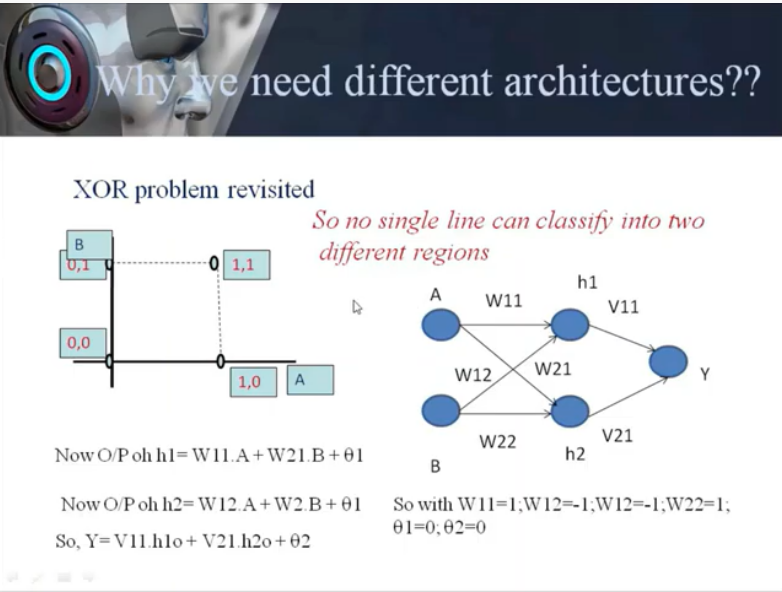 Why we need different architectures??
XOR problem revisited
So no single line can classify into two
different regions
B
0,1
1,1
0,0
1,0
A
A
W11
h1
V11
W12
W21
Y
W22
V21
B
h2
Now O/P oh h1= W11.A+W21.B+θ1
Now O/P oh h2= W12.A+W2.B+θ1
So, Y= V11.h1o + V21.h2o + θ2
So with W11=1;W12=-1;W12=-1;W22=1;
θ1=0; θ2=0